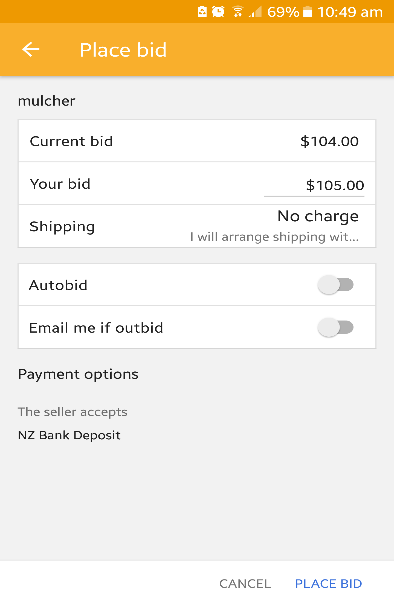 69% 10:49 am
Place bid
mulcher
Current bid $104.00
Your bid $105.00
Shipping No charge
I will arrange shipping wit...
Autobid
Email me if outbid
Payment options
The seller accepts
NZ Bank Deposit
CANCEL PLACE BID